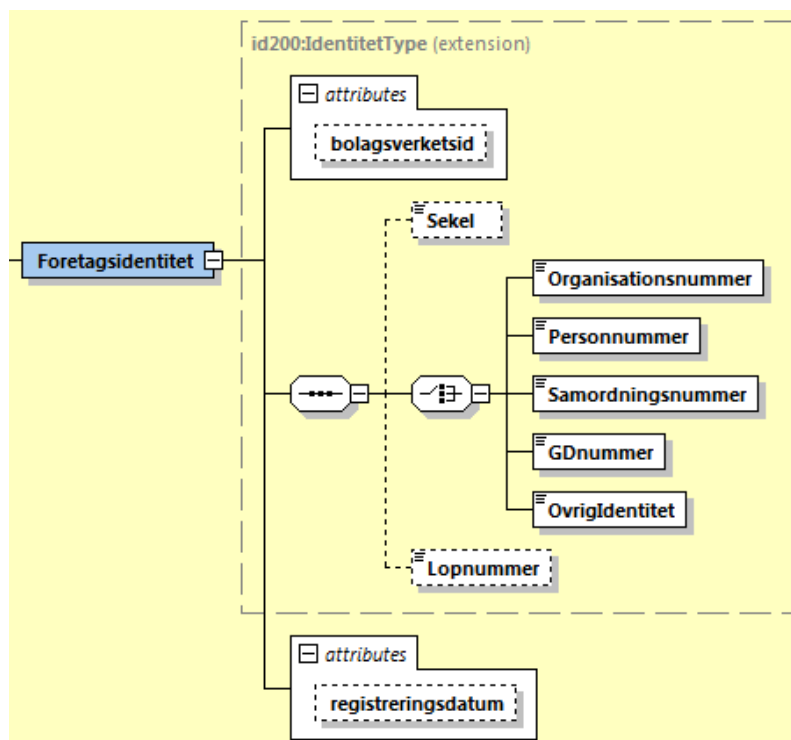 id200:IdentitetType (extension)
attributes
bolagsverketsid
Sekel
Foretagsidentitet
Organisationsnummer
Personnummer
Samordningsnummer
GDnummer
OvrigIdentitet
Lopnummer
attributes
registreringsdatum